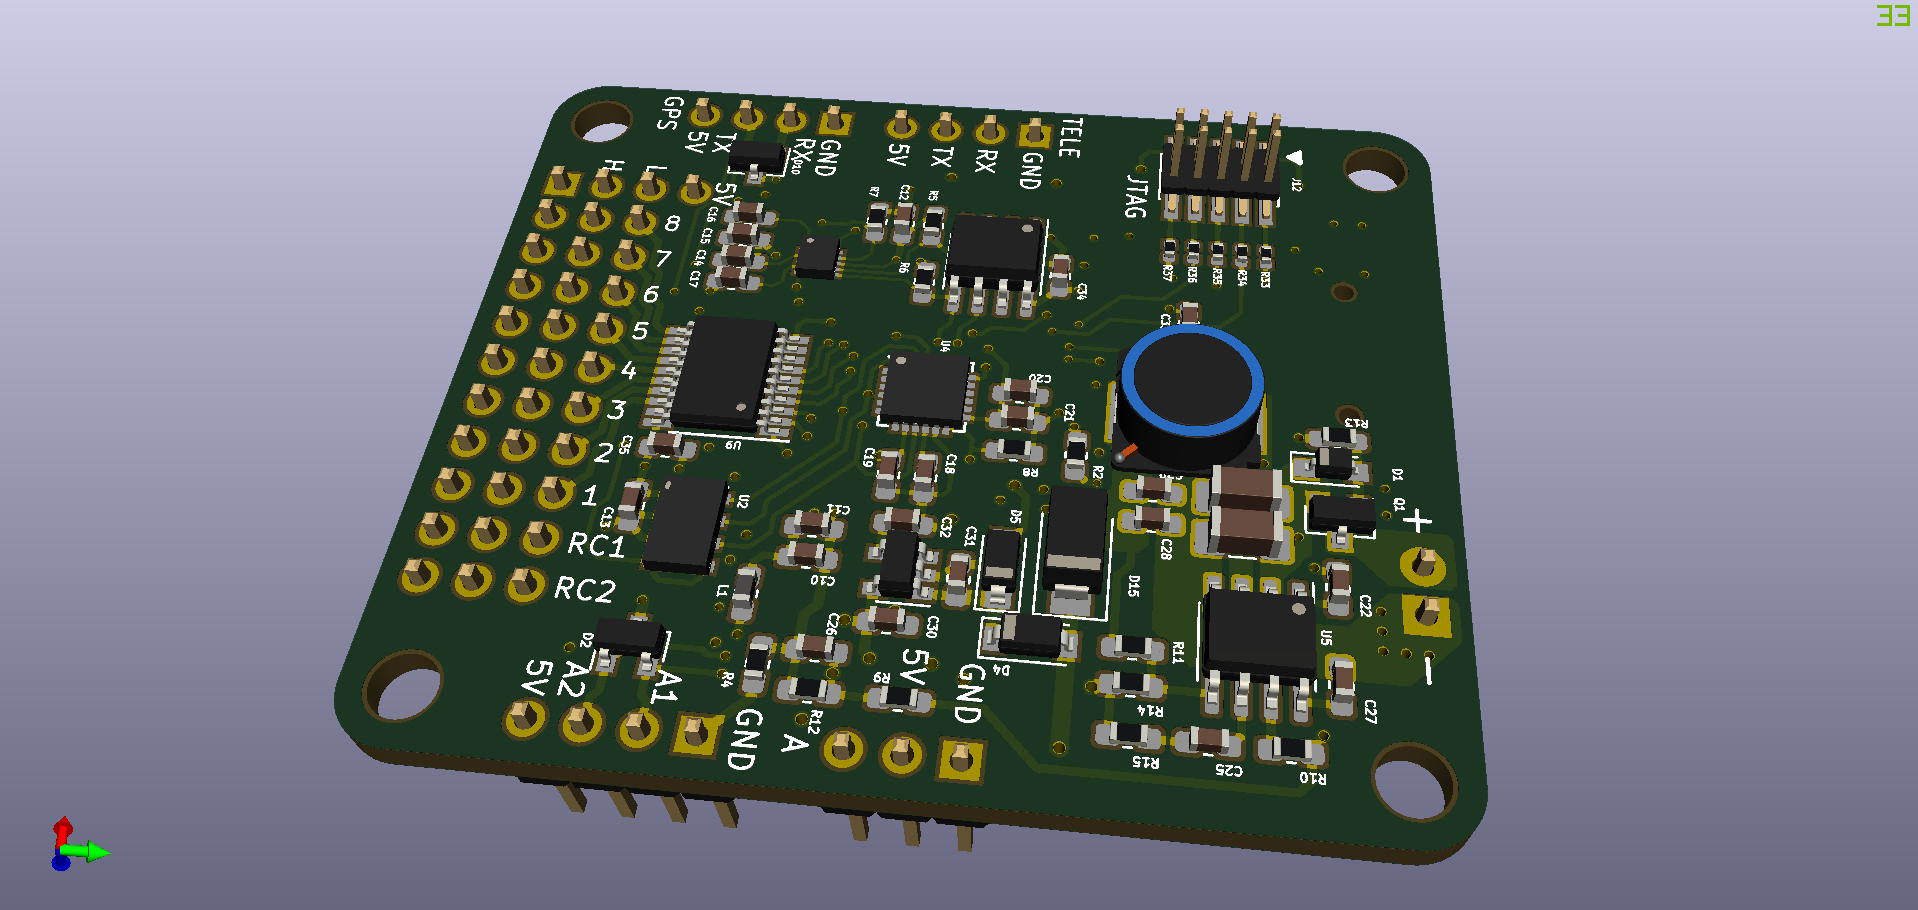 33
GPS
5V
TX
RX
GND
D10
5V
TX
RX
GND
TELE
JTAG
J2
H
L
5V
8
7
6
5
4
3
2
1
RC1
RC2
C16
C15
C14
C17
R7
C12
R5
R6
C34
R37
R36
R35
R34
R33
U4
U9
C35
C20
C21
R8
R2
C19
C18
C13
U2
C11
C10
C32
C31
D5
D15
C28
R13
D1
Q1
+
C22
U5
−
C27
L1
C26
C30
D4
D2
R4
R12
R9
5V
GND
R11
R14
R15
C25
R10
5V
A2
A1
GND
A